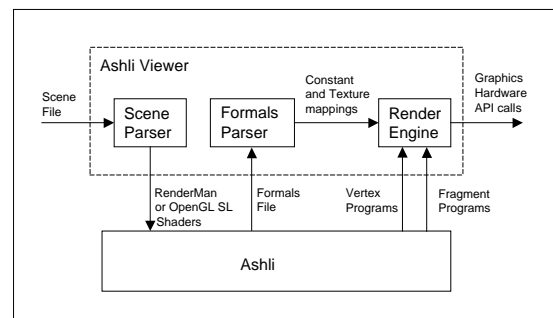 Ashli Viewer
Scene
File
Scene
Parser
Formals
Parser
Constant
and Texture
mappings
Render
Engine
Graphics
Hardware
API calls
RenderMan
or OpenGL SL
Shaders
Formals
File
Vertex
Programs
Fragment
Programs
Ashli